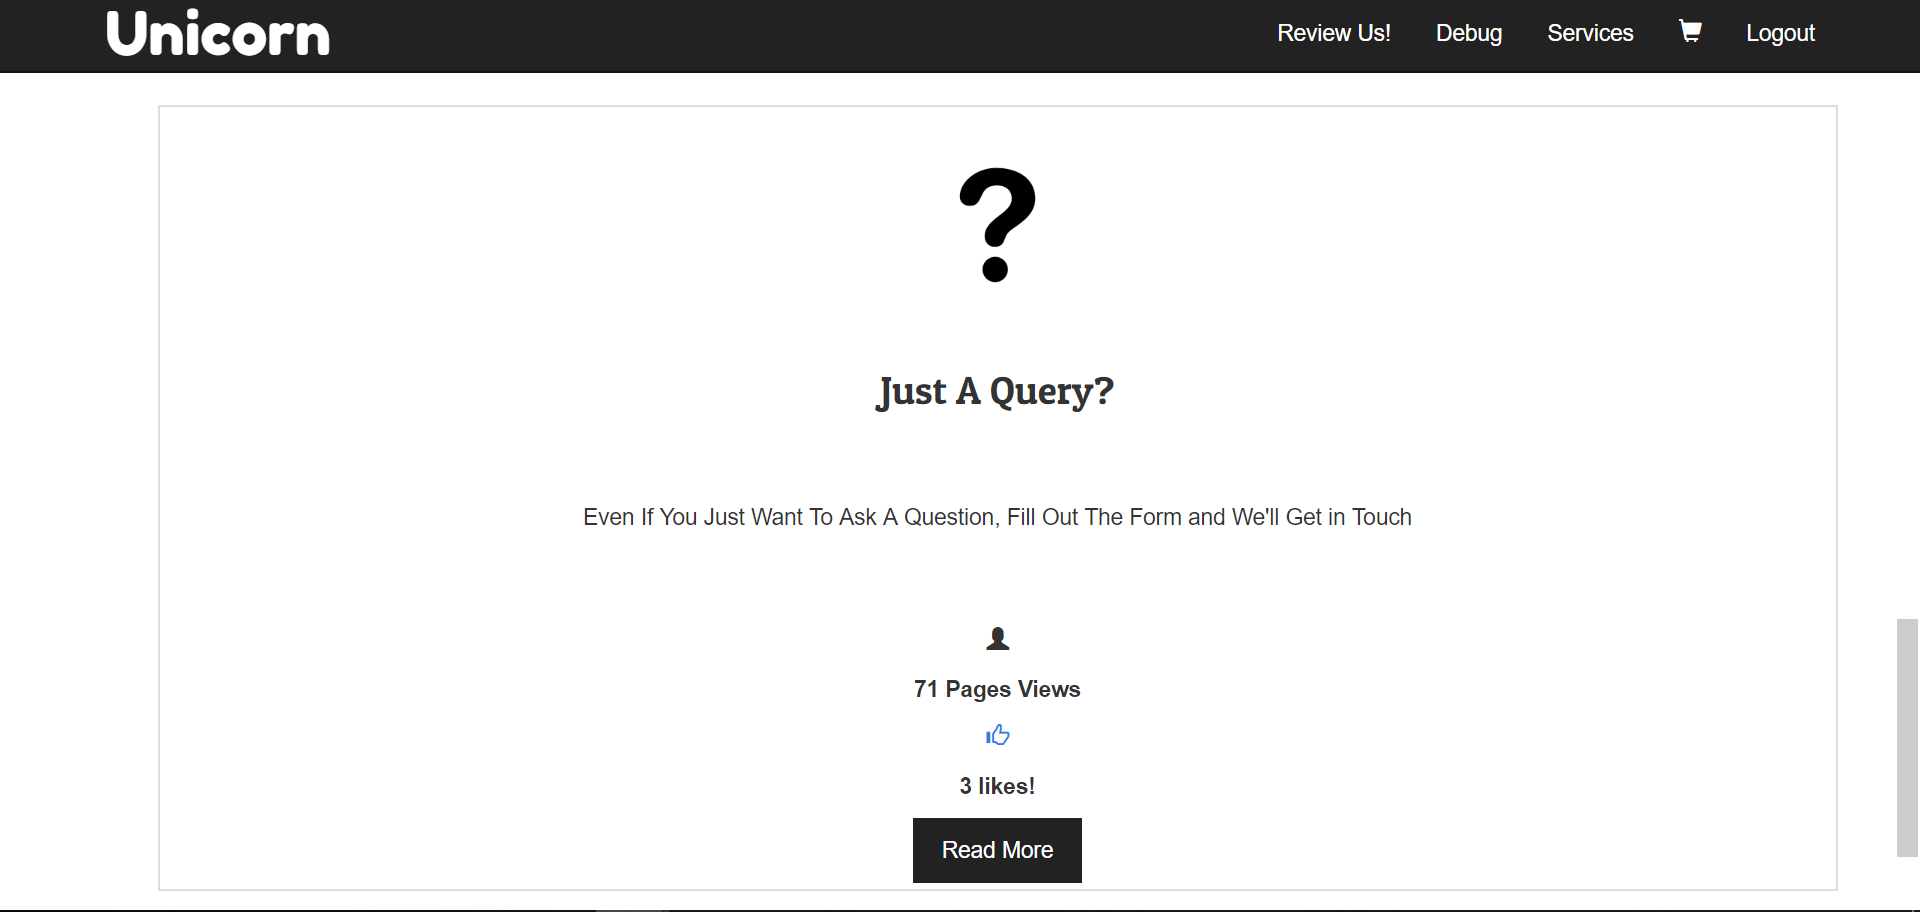 Unicorn
Review Us! Debug Services Logout
?
Just A Query?
Even If You Just Want To Ask A Question, Fill Out The Form and We'll Get in Touch
71 Pages Views
3 likes!
Read More